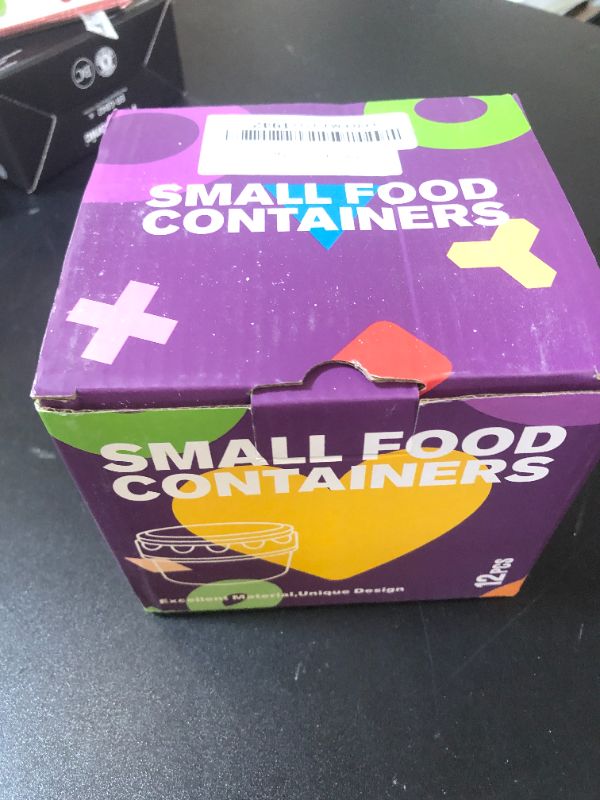 SMALL FOOD
CONTAINERS
SMALL FOOD
CONTAINERS
12PCS
Excellent Material,Unique Design